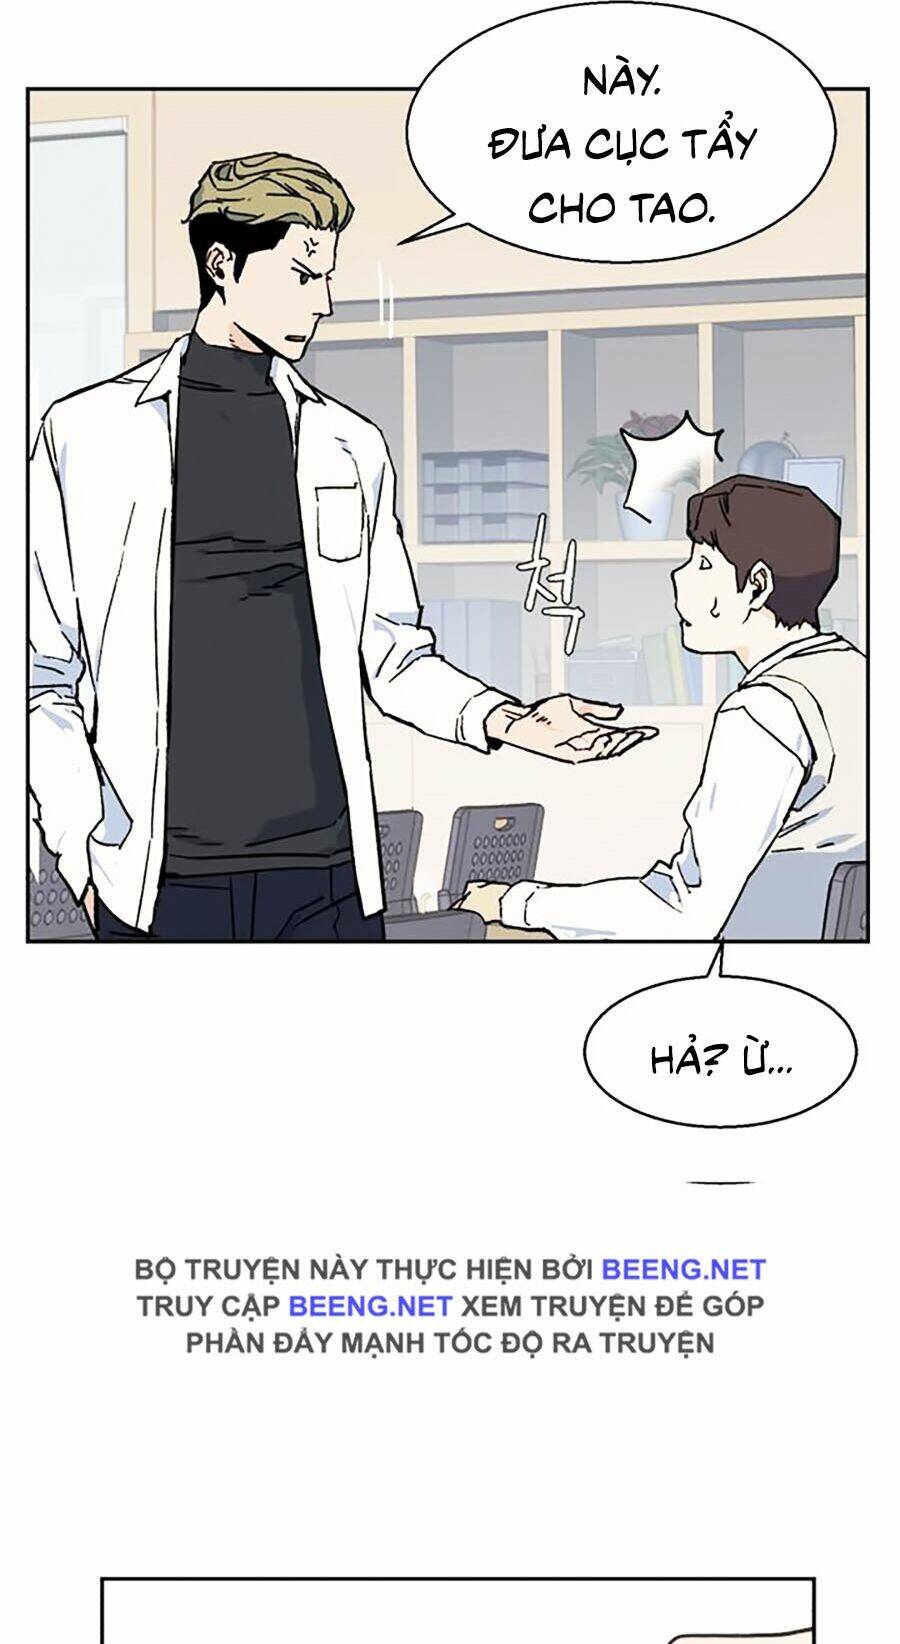 NÀY.
ĐƯA CỤC TẨY
CHO TAO.
척
HẢ? Ừ...
BỘ TRUYỆN NÀY THỰC HIỆN BỞI BEENG.NET
TRUY CẬP BEENG.NET XEM TRUYỆN ĐỂ GÓP
PHẦN ĐẨY MẠNH TỐC ĐỘ RA TRUYỆN